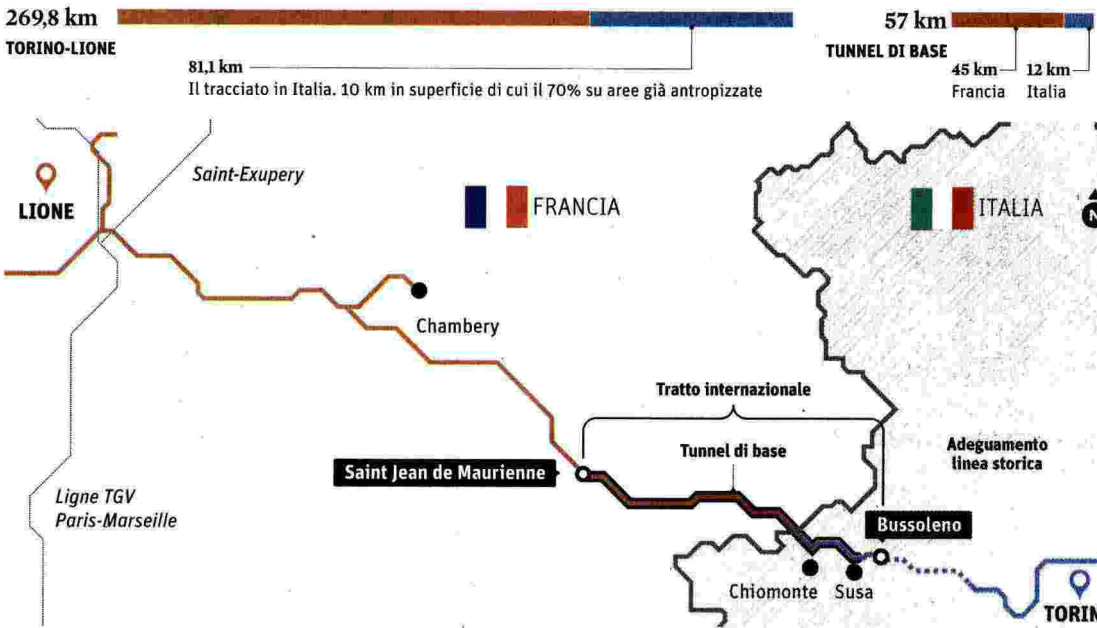 269,8 km
TORINO-LIONE
81,1 km
Il tracciato in Italia. 10 km in superficie di cui il 70% su aree già antropizzate
57 km
TUNNEL DI BASE
45 km
Francia
12 km
Italia
Saint-Exupery
LIONE
FRANCIA
ITALIA
N
Chambery
Tratto internazionale
Tunnel di base
Adeguamento
linea storica
Saint Jean de Maurienne
Ligne TGV
Paris-Marseille
Bussoleno
Chiomonte
Susa
TORIN